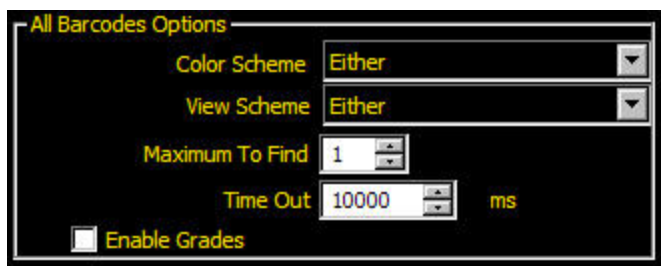 All Barcodes Options
Color Scheme Either
View Scheme Either
Maximum To Find 1
Time Out 10000 ms
Enable Grades